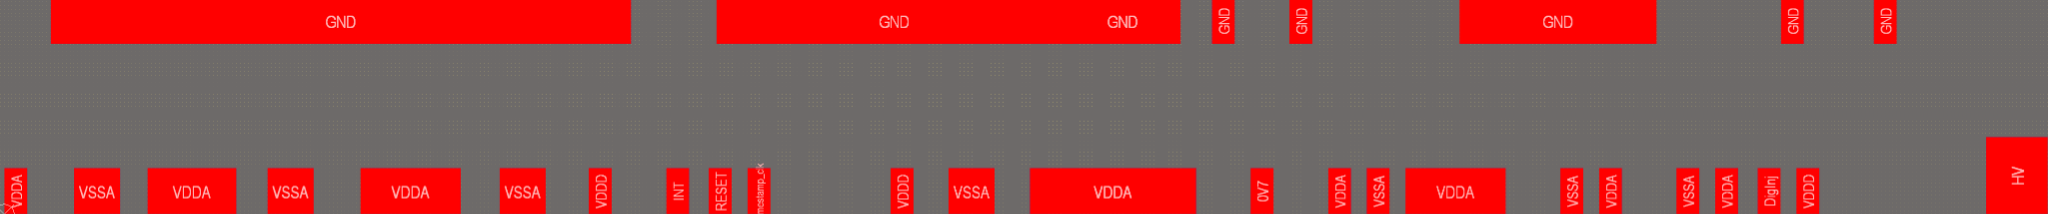 GND GND GND GND GND GND GND GND
HV
VDDA VSSA VDDA VSSA VDDA VSSA VDDD INT RESET mestamp_ck VDDD VSSA VDDA 0V7 VDDA VSSA VDDA VSSA VDDA VSSA VDDA DigInj VDDD